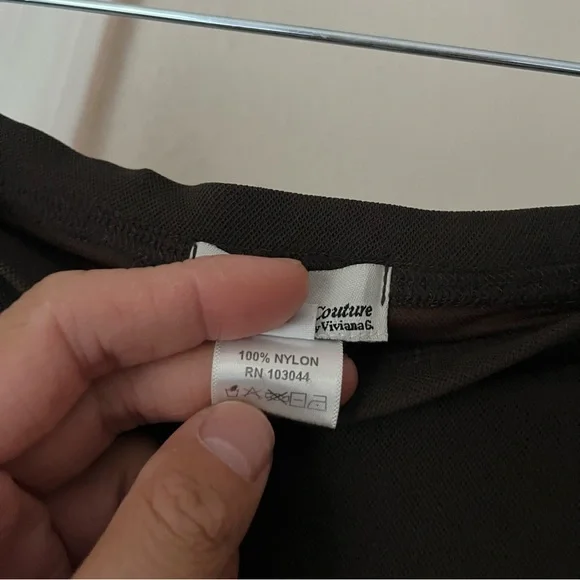 Couture
y Viviana G.
100% NYLON
RN 103044